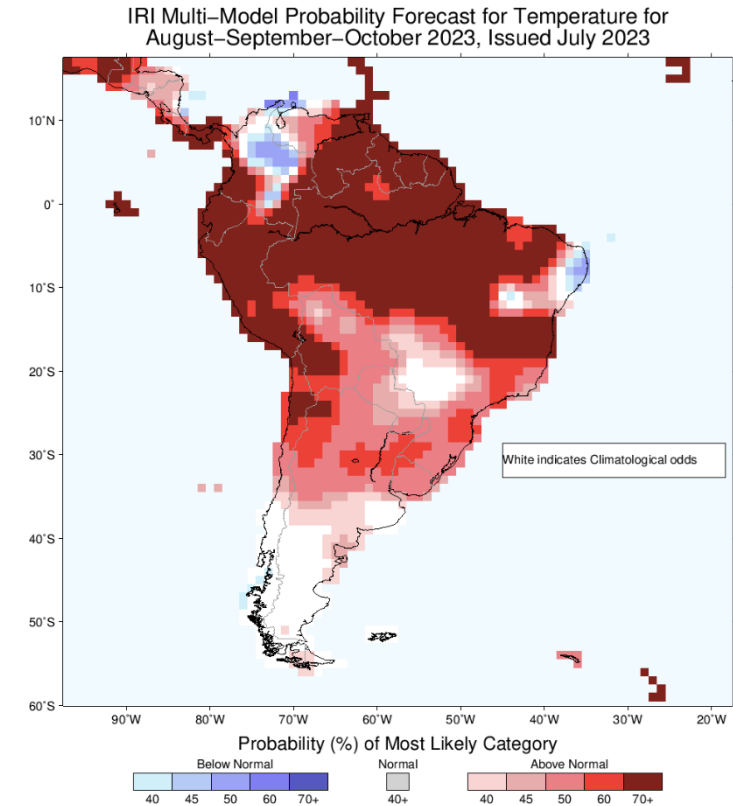 IRI Multi−Model Probability Forecast for Temperature for
August−September−October 2023, Issued July 2023
10˚N
0˚
10˚S
20˚S
30˚S
40˚S
50˚S
60˚S
White indicates Climatological odds
90˚W 80˚W 70˚W 60˚W 50˚W 40˚W 30˚W 20˚W
Probability (%) of Most Likely Category
Below Normal Normal Above Normal
40 45 50 60 70+ 40+ 40 45 50 60 70+